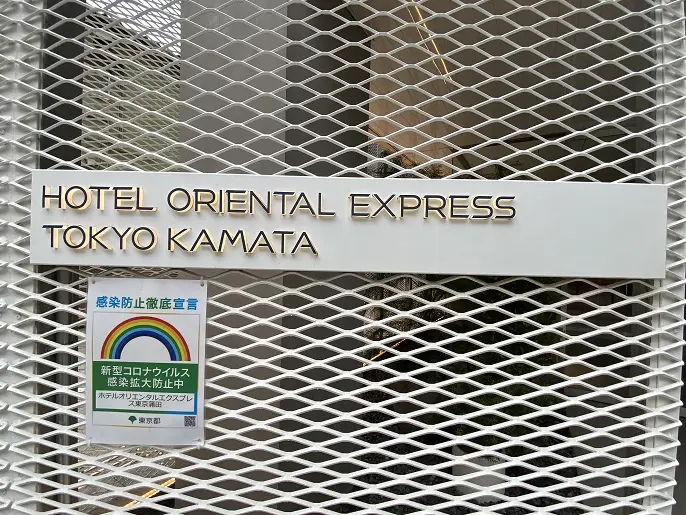 HOTEL ORIENTAL EXPRESS
TOKYO KAMATA
感染防止徹底宣言
新型コロナウイルス
感染拡大防止中
ホテルオリエンタルエクスプレ
ス東京蒲田
東京都